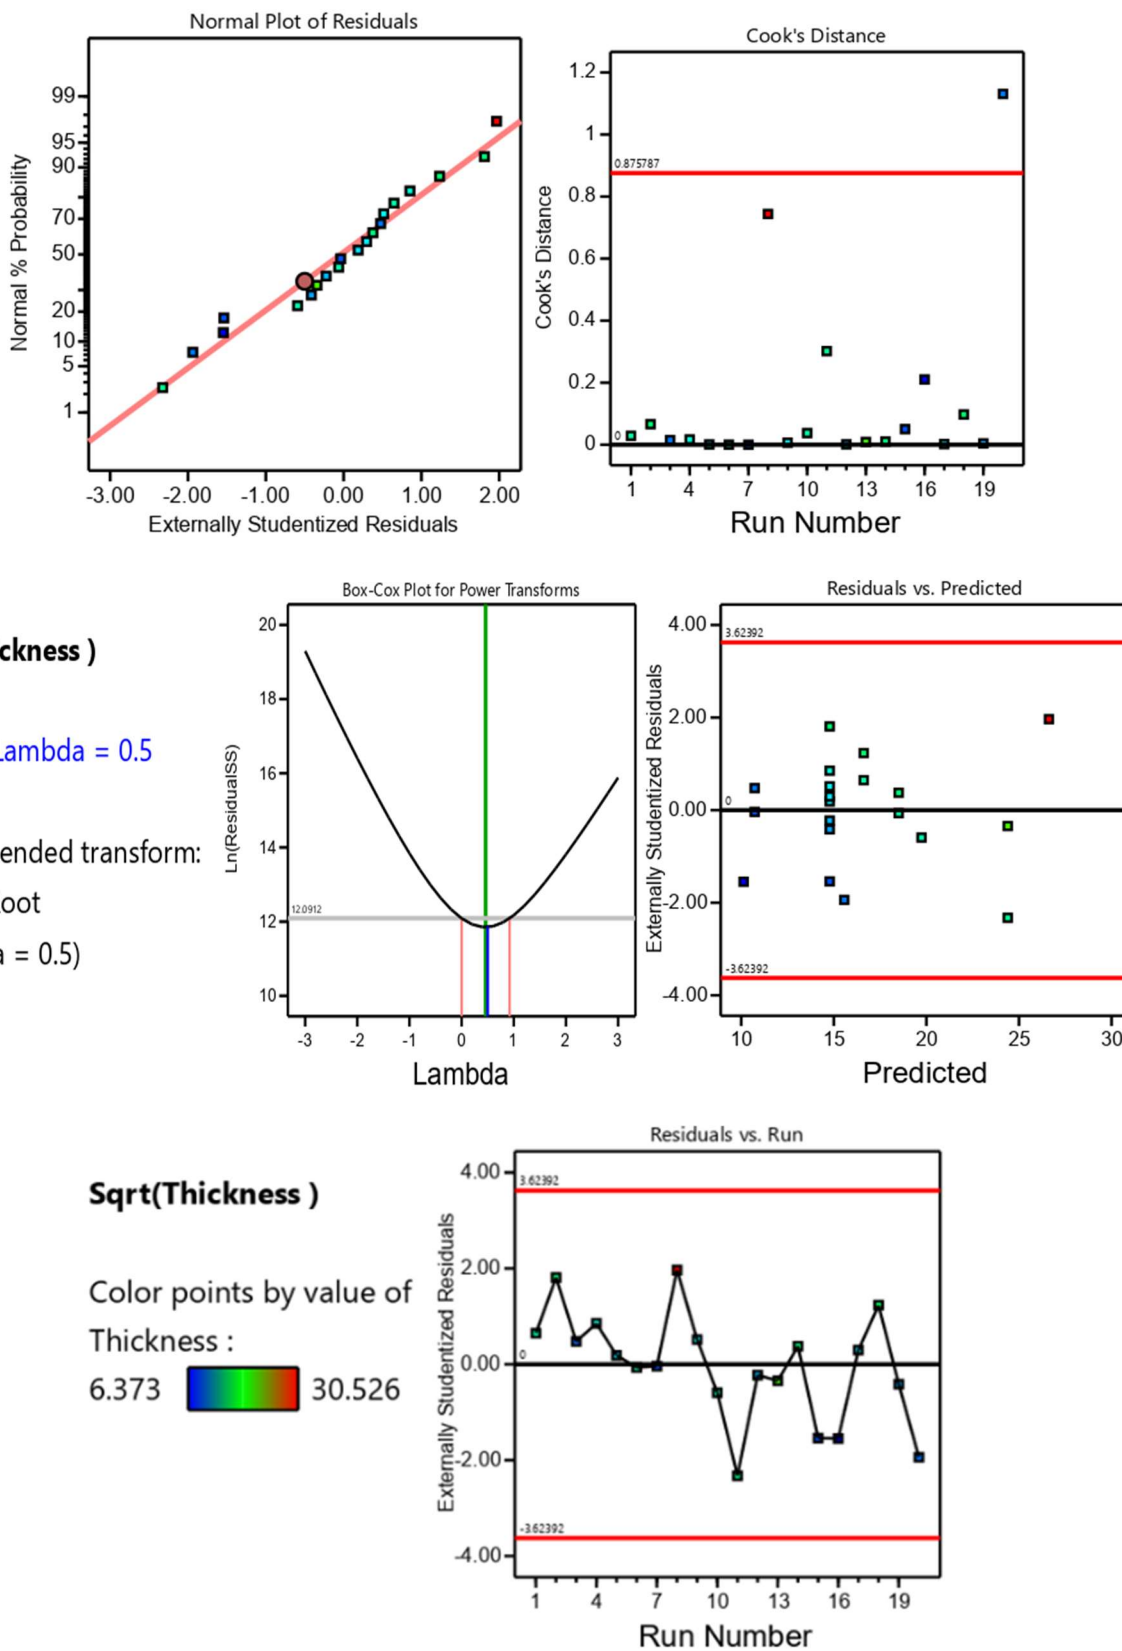 Normal Plot of Residuals
Normal % Probability
99
95
90
70
50
20
10
5
1
-3.00 -2.00 -1.00 0.00 1.00 2.00
Externally Studentized Residuals
Cook's Distance
Cook's Distance
1.2
1
0.8
0.6
0.4
0.2
0
0.875787
0
1 4 7 10 13 16 19
Run Number
ckness )
Lambda = 0.5
ended transform:
oot
a = 0.5)
Box-Cox Plot for Power Transforms
Ln(ResidualSS)
20
18
16
14
12
10
12.0912
-3 -2 -1 0 1 2 3
Lambda
Residuals vs. Predicted
Externally Studentized Residuals
4.00
2.00
0.00
-2.00
-4.00
3.62392
0
-3.62392
10 15 20 25 30
Predicted
Sqrt(Thickness )
Color points by value of
Thickness :
6.373 30.526
Residuals vs. Run
Externally Studentized Residuals
4.00
2.00
0.00
-2.00
-4.00
3.62392
0
-3.62392
1 4 7 10 13 16 19
Run Number